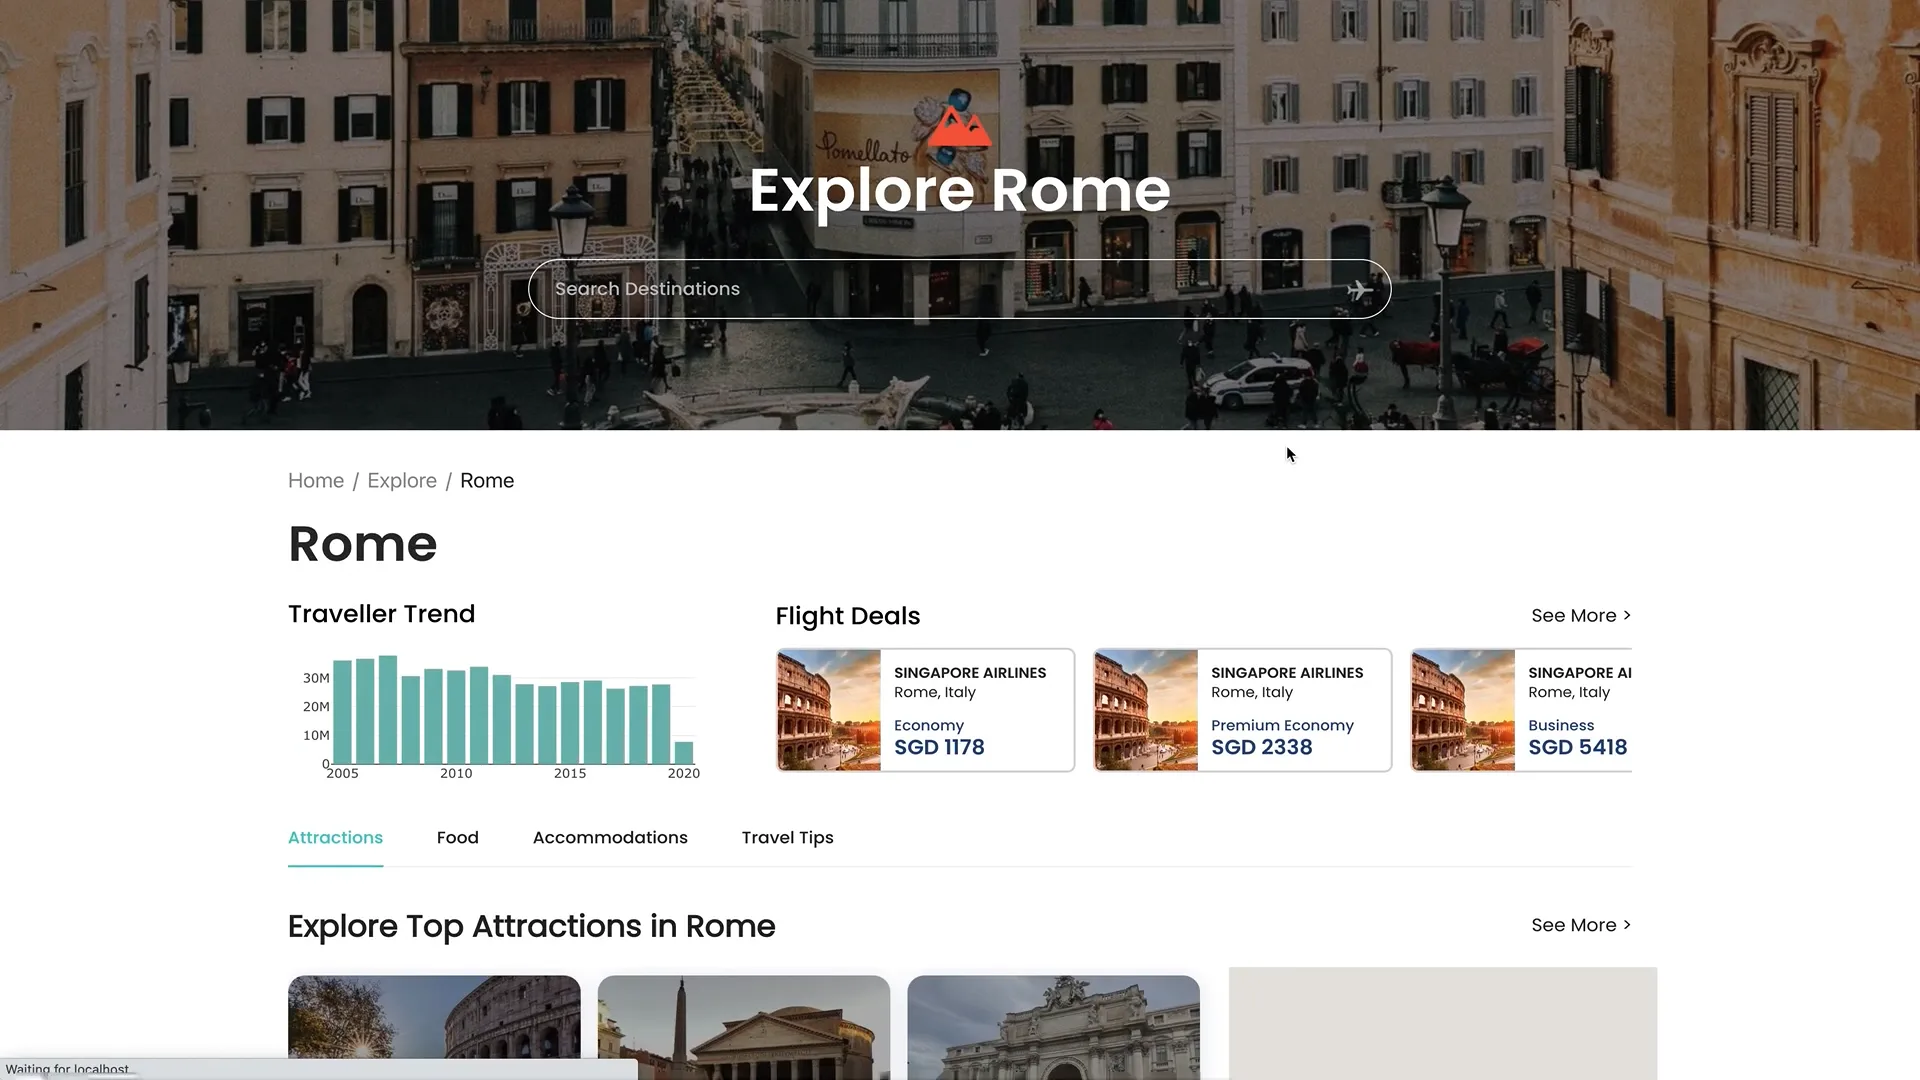 Pomellato
Explore Rome
Search Destinations
Home / Explore / Rome
Rome
Traveller Trend
30M
20M
10M
0
2005
2010
2015
2020
Flight Deals
See More >
SINGAPORE AIRLINES
Rome, Italy
Economy
SGD 1178
SINGAPORE AIRLINES
Rome, Italy
Premium Economy
SGD 2338
SINGAPORE AI
Rome, Italy
Business
SGD 5418
Attractions
Food
Accommodations
Travel Tips
Explore Top Attractions in Rome
See More >
Waiting for localhost